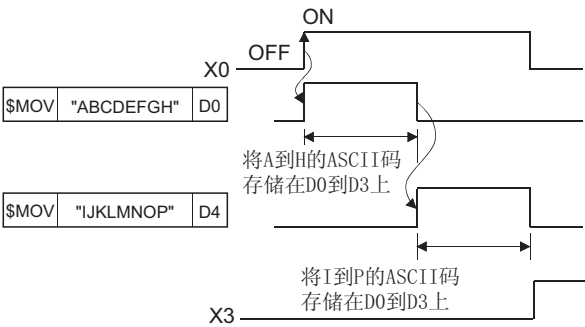 ON
OFF
X0
$MOV "ABCDEFGH" D0
将A到H的ASCII码
存储在D0到D3上
$MOV "IJKLMNOP" D4
将I到P的ASCII码
存储在D0到D3上
X3